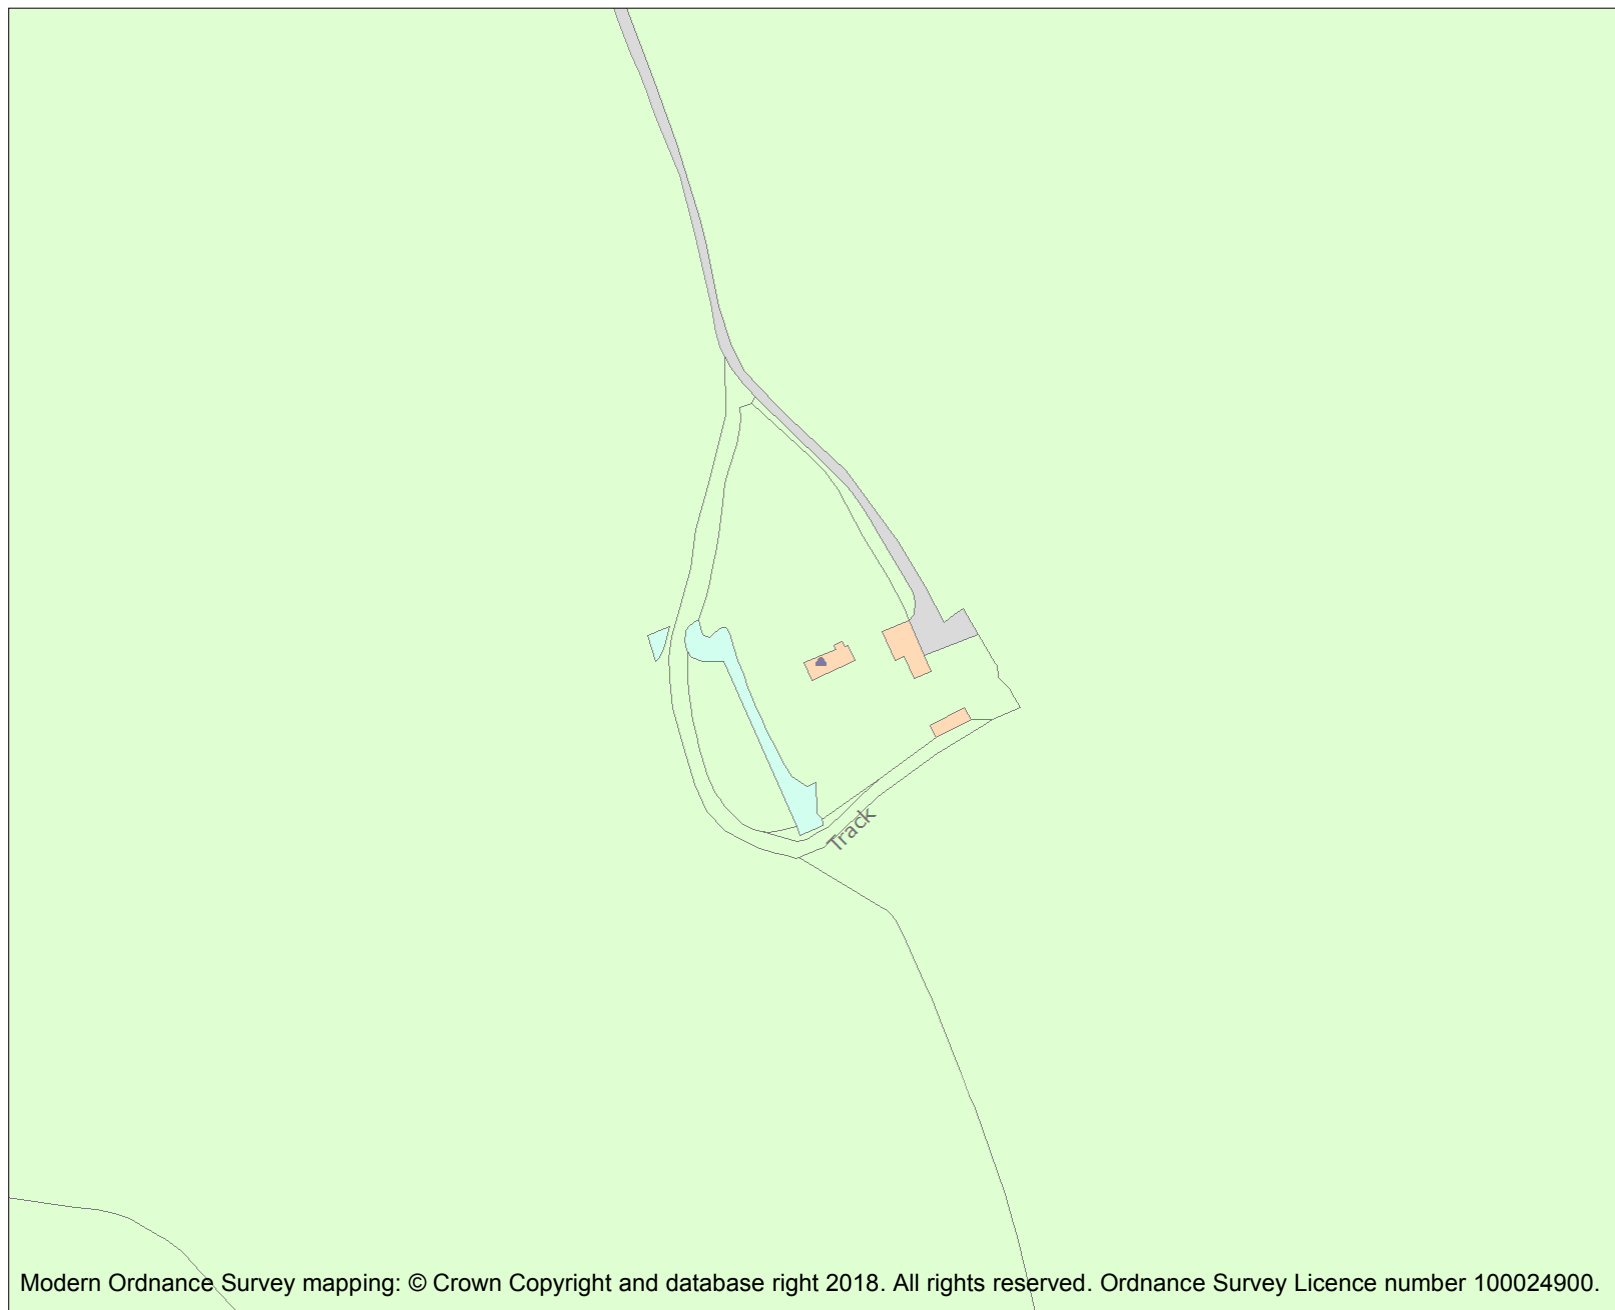 Track
Modern Ordnance Survey mapping: © Crown Copyright and database right 2018. All rights reserved. Ordnance Survey Licence number 100024900.